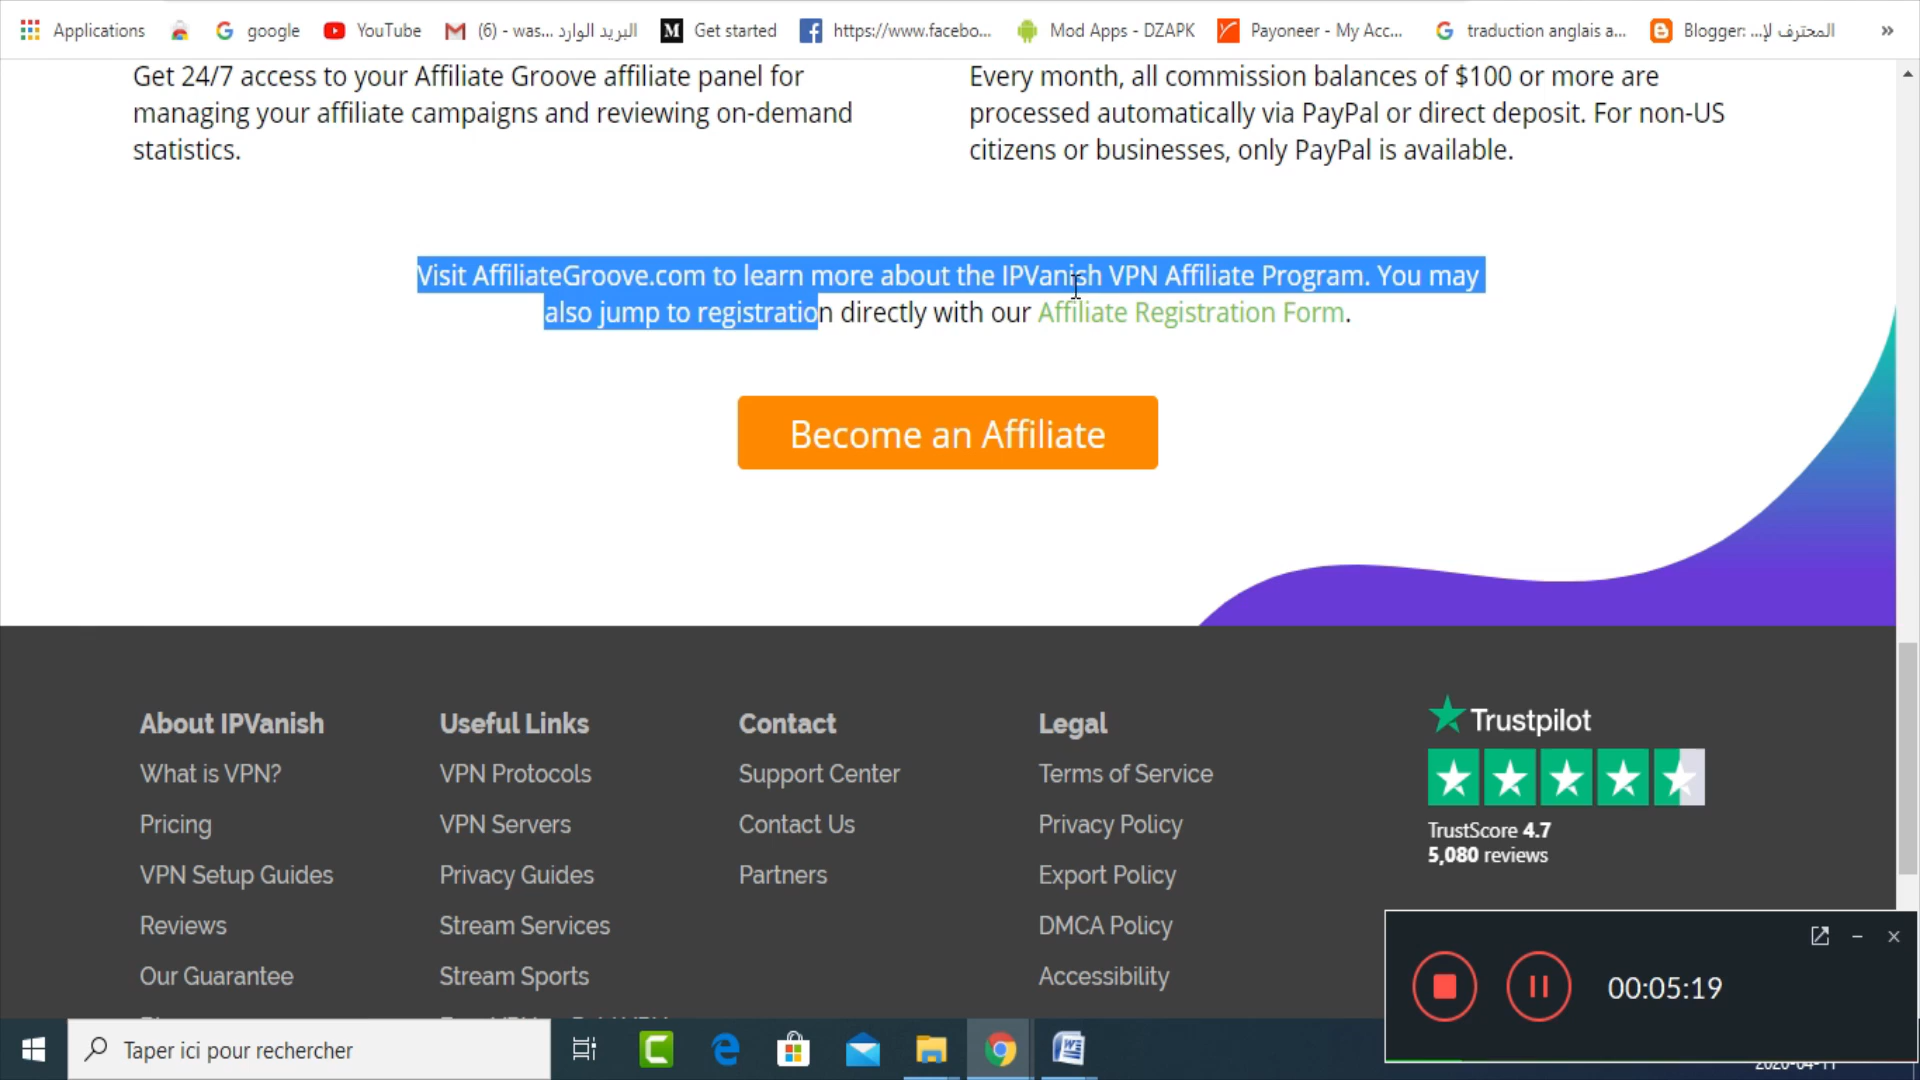 Applications google YouTube (6) - was... البريد الوارد Get started https://www.facebo... Mod Apps - DZAPK Payoneer - My Acc... traduction anglais a... Blogger: ...المحترف لإ »
Get 24/7 access to your Affiliate Groove affiliate panel for
managing your affiliate campaigns and reviewing on-demand
statistics.
Every month, all commission balances of $100 or more are
processed automatically via PayPal or direct deposit. For non-US
citizens or businesses, only PayPal is available.
Visit AffiliateGroove.com to learn more about the IPVanish VPN Affiliate Program. You may
also jump to registration directly with our Affiliate Registration Form.
Become an Affiliate
About IPVanish
What is VPN?
Pricing
VPN Setup Guides
Reviews
Our Guarantee
Useful Links
VPN Protocols
VPN Servers
Privacy Guides
Stream Services
Stream Sports
Contact
Support Center
Contact Us
Partners
Legal
Terms of Service
Privacy Policy
Export Policy
DMCA Policy
Accessibility
Trustpilot
TrustScore 4.7
5,080 reviews
00:05:19
Taper ici pour rechercher